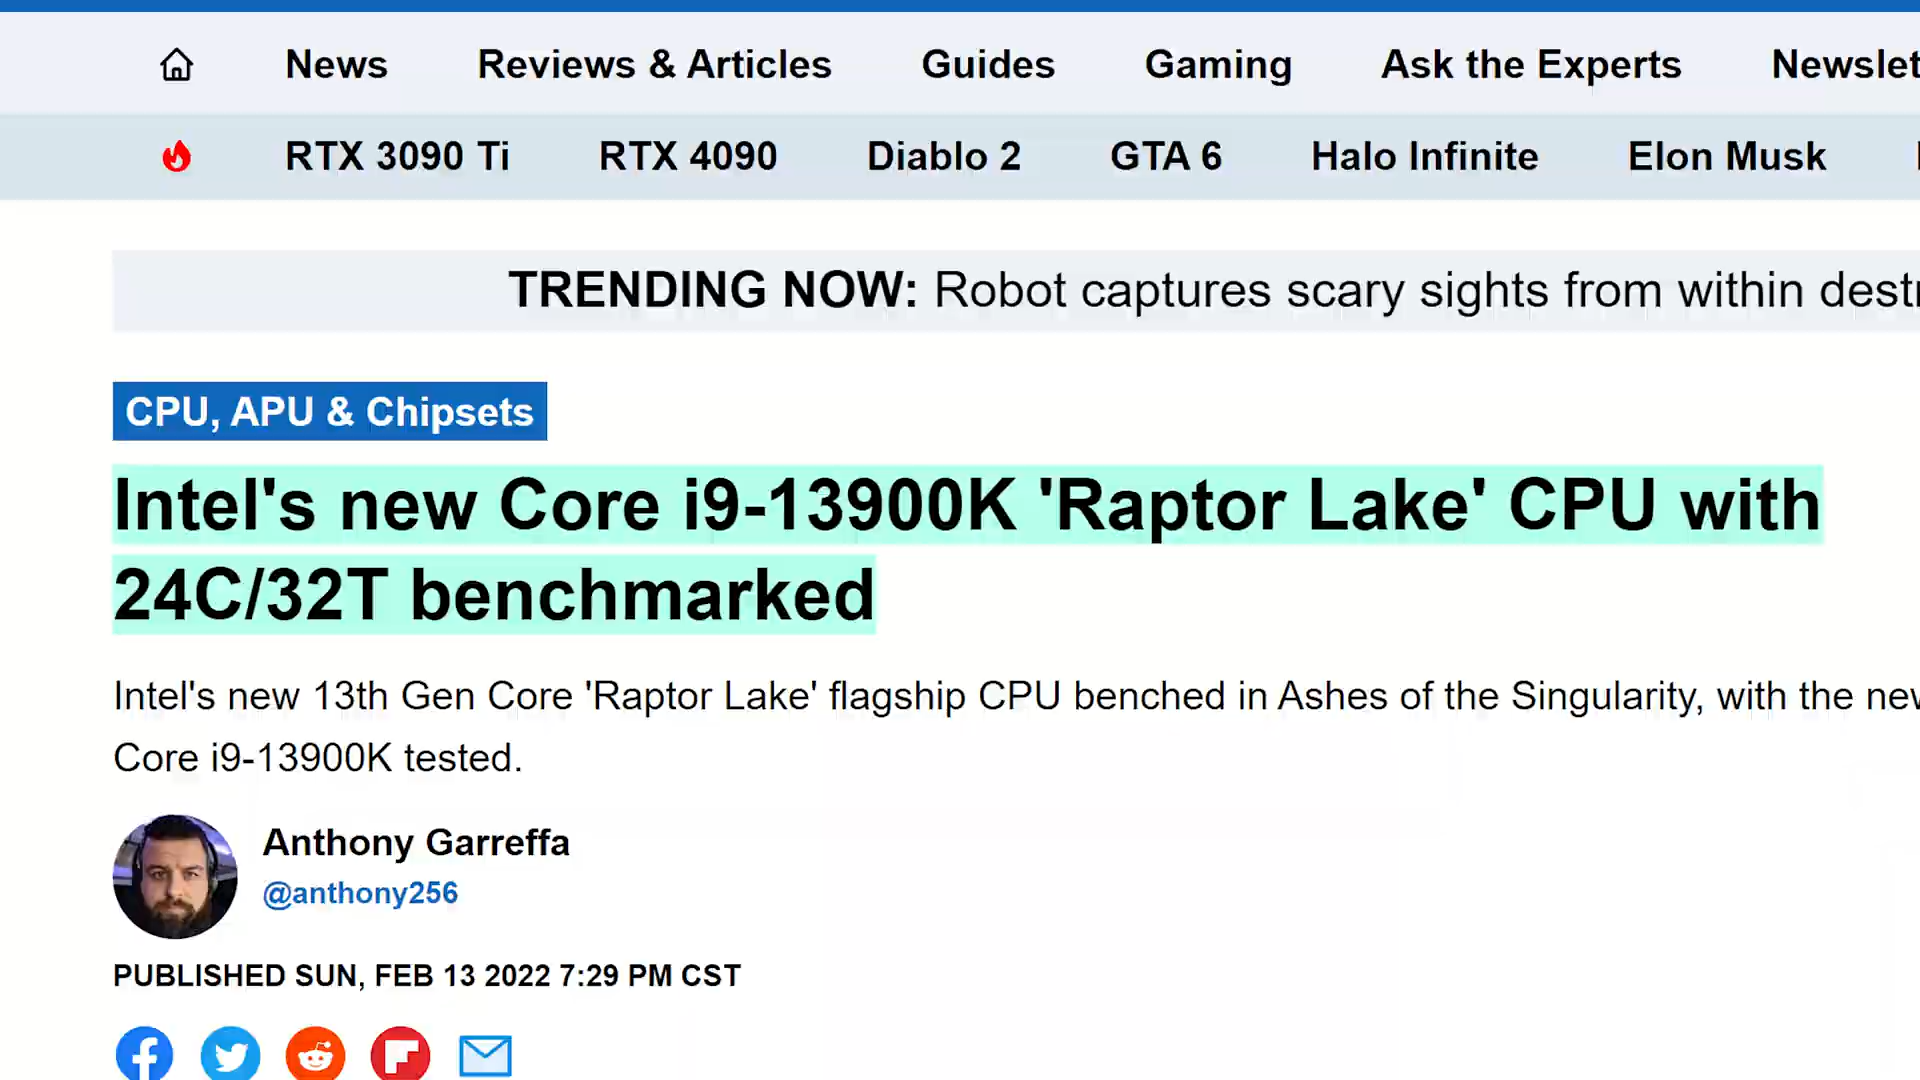 News Reviews & Articles Guides Gaming Ask the Experts Newslet
RTX 3090 Ti RTX 4090 Diablo 2 GTA 6 Halo Infinite Elon Musk
TRENDING NOW: Robot captures scary sights from within destr
CPU, APU & Chipsets
Intel's new Core i9-13900K 'Raptor Lake' CPU with
24C/32T benchmarked
Intel's new 13th Gen Core 'Raptor Lake' flagship CPU benched in Ashes of the Singularity, with the new
Core i9-13900K tested.
Anthony Garreffa
@anthony256
PUBLISHED SUN, FEB 13 2022 7:29 PM CST